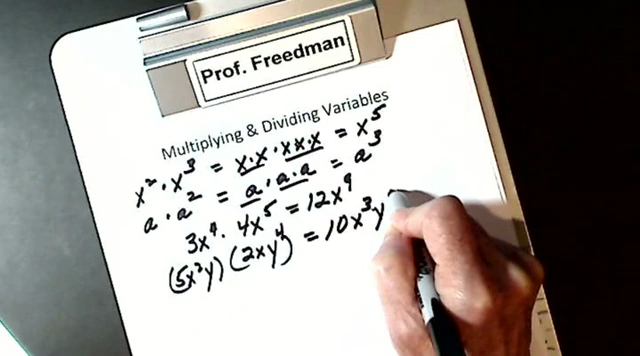 Prof. Freedman
Multiplying & Dividing Variables
x² · x³ = x·x · x x·x = x⁵
a · a² = a · a·a = a³
3x⁴ · 4x⁵ = 12x⁹
(5x²y)(2xy⁴) = 10x³y